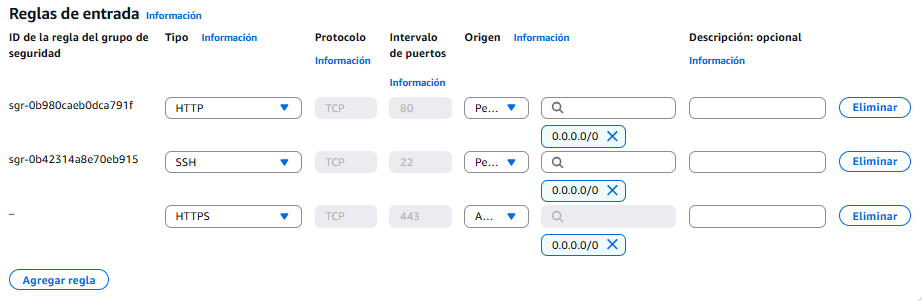 Reglas de entrada Información
ID de la regla del grupo de seguridad
Tipo Información
Protocolo Información
Intervalo de puertos Información
Origen Información
Descripción: opcional Información
sgr-0b980caeb0dca791f HTTP TCP 80 Pe... Eliminar
0.0.0.0/0
sgr-0b42314a8e70eb915 SSH TCP 22 Pe... Eliminar
0.0.0.0/0
– HTTPS TCP 443 A... Eliminar
0.0.0.0/0
Agregar regla